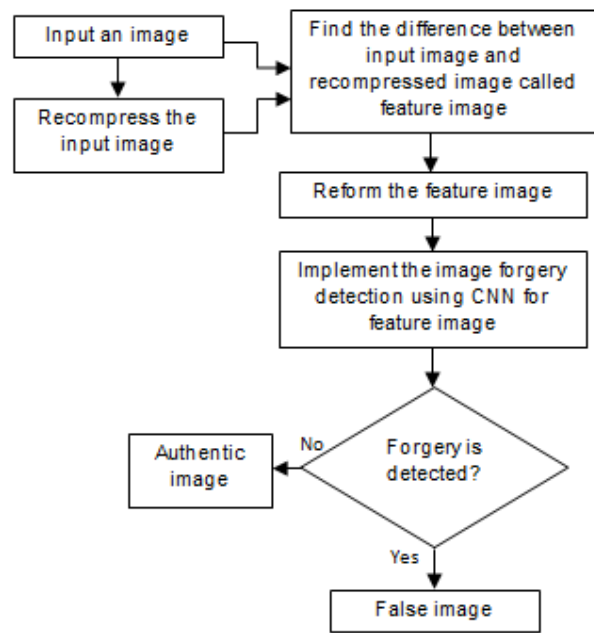 Input an image
Recompress the
input image
Find the difference between
input image and
recompressed image called
feature image
Reform the feature image
Implement the image forgery
detection using CNN for
feature image
Forgery is
detected?
No
Authentic
image
Yes
False image